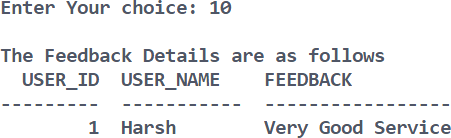 Enter Your choice: 10
The Feedback Details are as follows
USER_ID USER_NAME FEEDBACK
--------- ----------- -----------------
1 Harsh Very Good Service